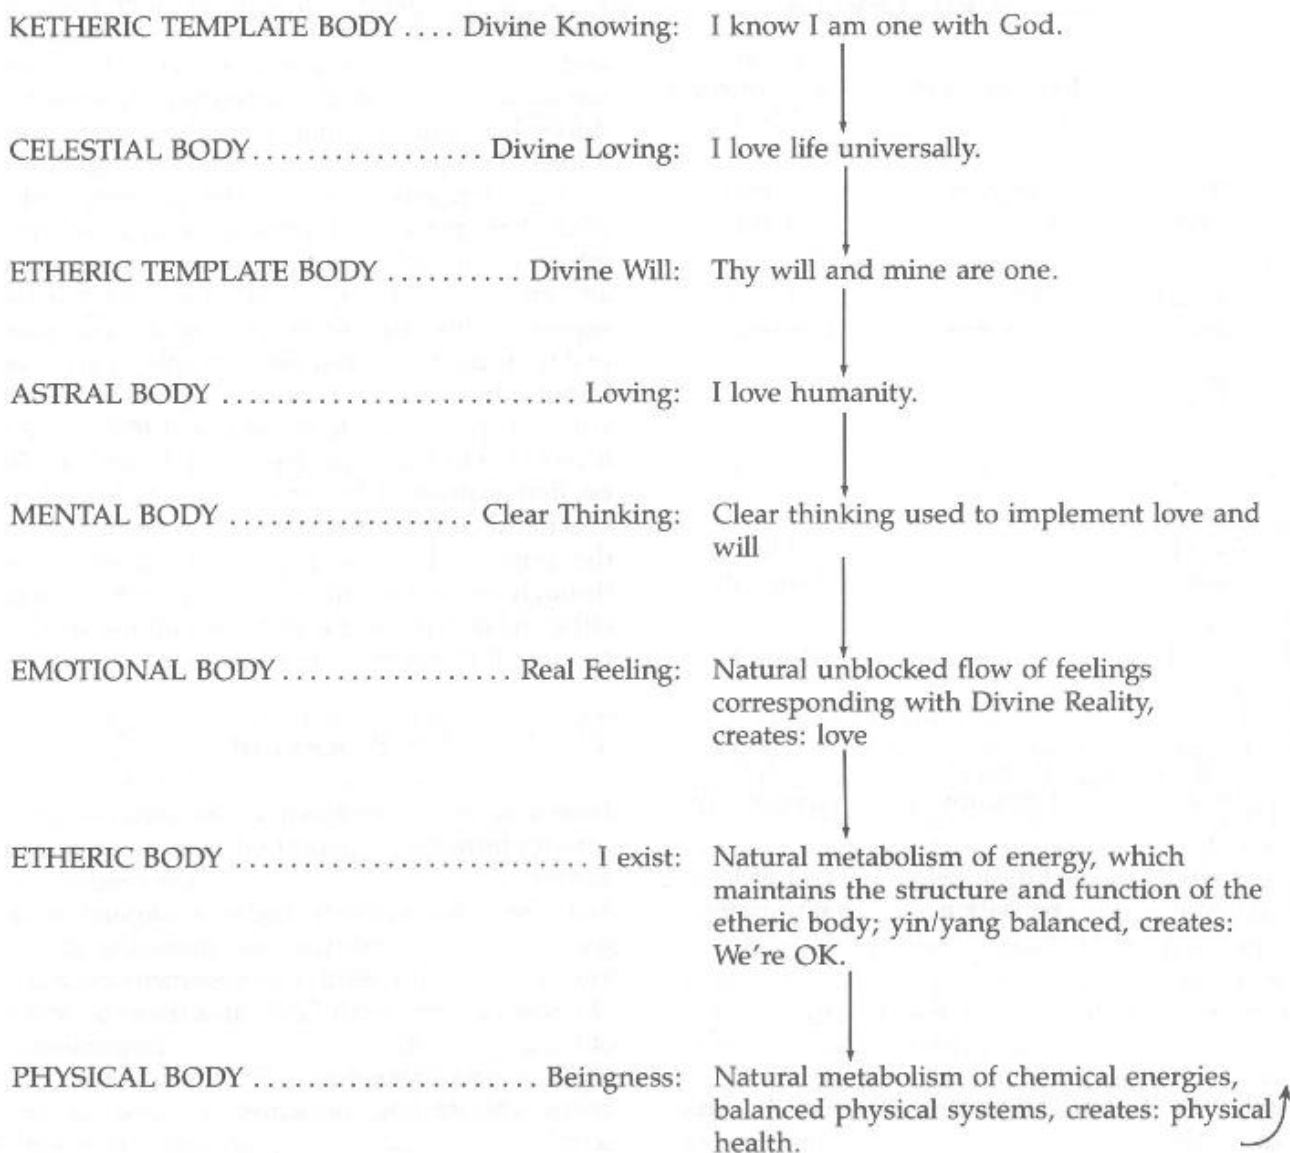 KETHERIC TEMPLATE BODY .... Divine Knowing: I know I am one with God.
CELESTIAL BODY................. Divine Loving: I love life universally.
ETHERIC TEMPLATE BODY .......... Divine Will: Thy will and mine are one.
ASTRAL BODY .......................... Loving: I love humanity.
MENTAL BODY .................. Clear Thinking: Clear thinking used to implement love and
will
EMOTIONAL BODY................. Real Feeling: Natural unblocked flow of feelings
corresponding with Divine Reality,
creates: love
ETHERIC BODY ........................... I exist: Natural metabolism of energy, which
maintains the structure and function of the
etheric body; yin/yang balanced, creates:
We're OK.
PHYSICAL BODY ..................... Beingness: Natural metabolism of chemical energies,
balanced physical systems, creates: physical
health.